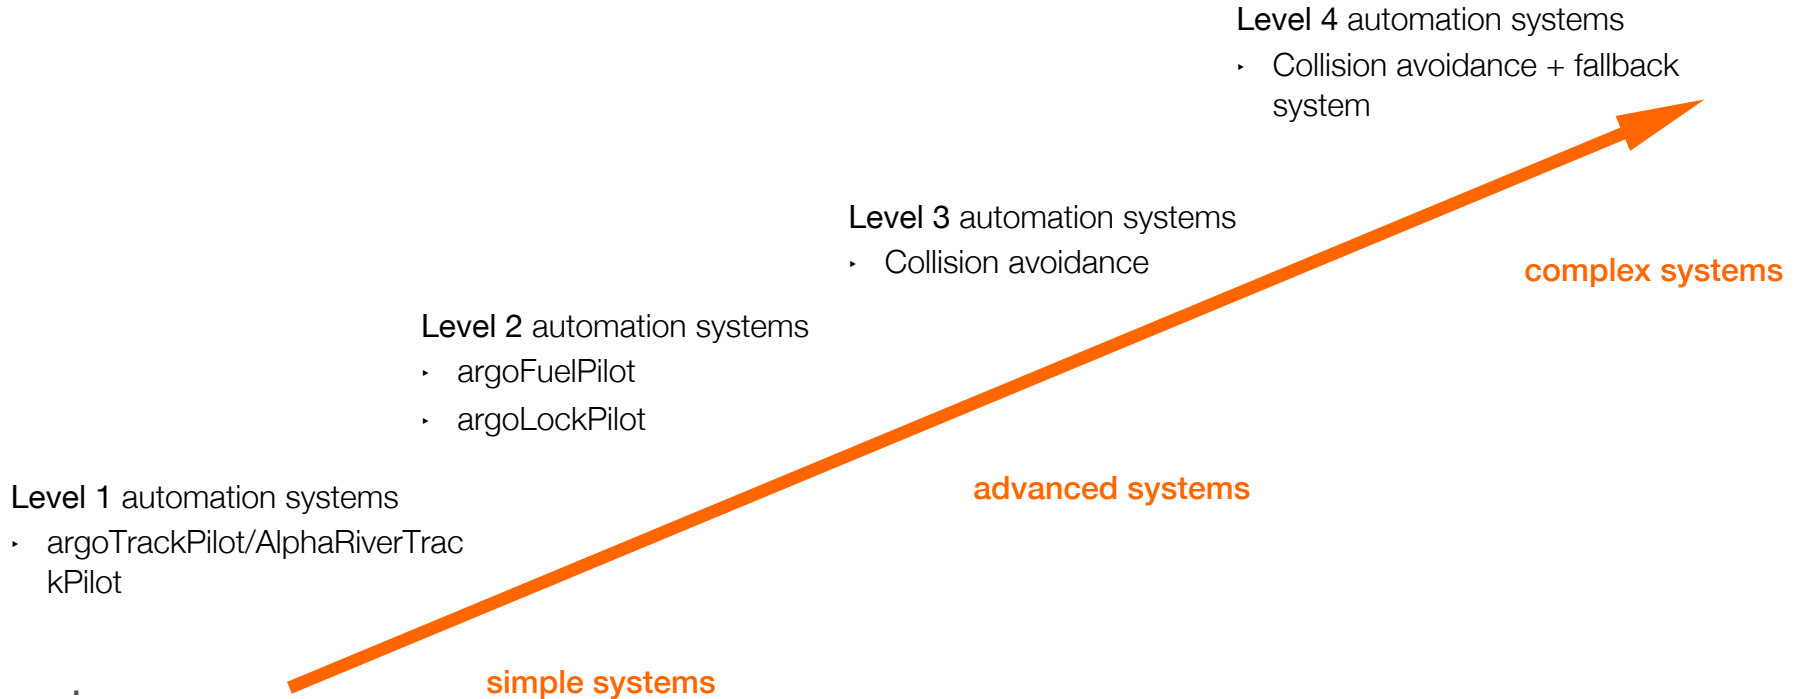 Level 4 automation systems
‣ Collision avoidance + fallback
system
Level 3 automation systems
‣ Collision avoidance
complex systems
Level 2 automation systems
‣ argoFuelPilot
‣ argoLockPilot
advanced systems
Level 1 automation systems
‣ argoTrackPilot/AlphaRiverTrac
kPilot
simple systems